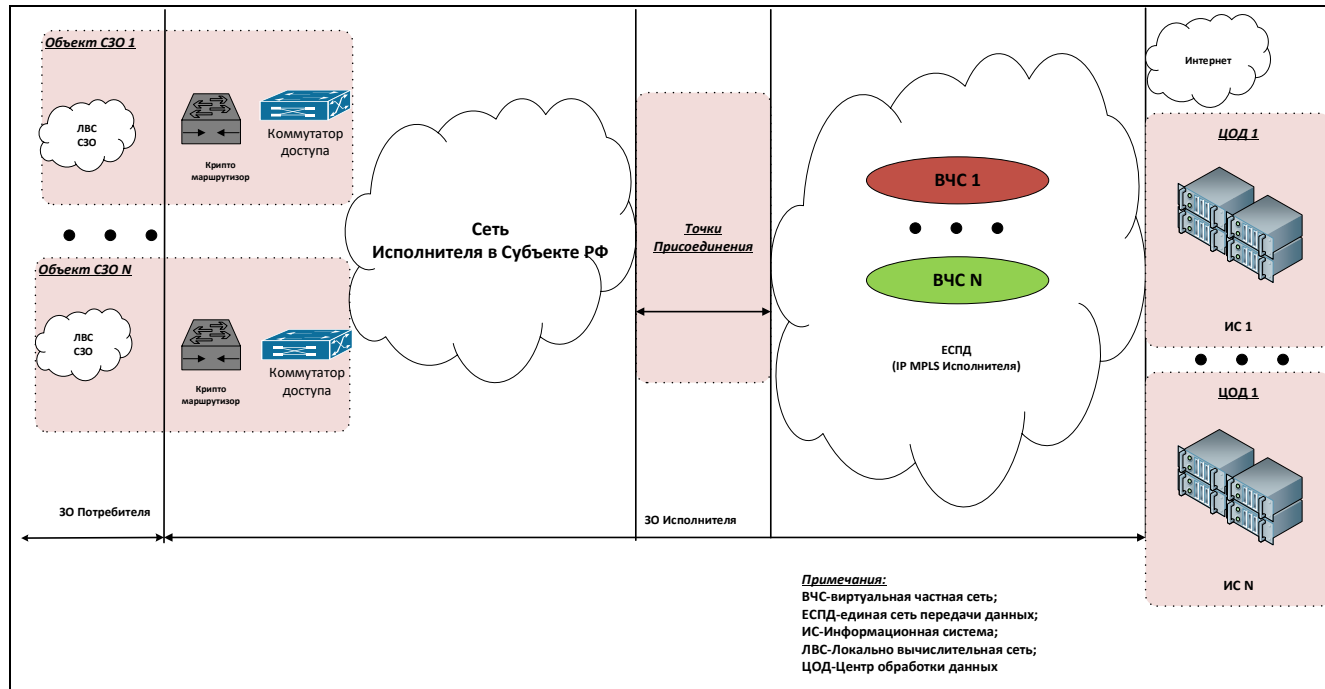 Объект СЗО 1
ЛВС
СЗО
Крипто
маршрутизор
Коммутатор
доступа
Объект СЗО N
ЛВС
СЗО
Крипто
маршрутизор
Коммутатор
доступа
Сеть
Исполнителя в Субъекте РФ
Точки
Присоединения
ВЧС 1
ВЧС N
ЕСПД
(IP MPLS Исполнителя)
Интернет
ЦОД 1
ИС 1
ЦОД 1
ИС N
ЗО Потребителя
ЗО Исполнителя
Примечания:
ВЧС-виртуальная частная сеть;
ЕСПД-единая сеть передачи данных;
ИС-Информационная система;
ЛВС-Локально вычислительная сеть;
ЦОД-Центр обработки данных